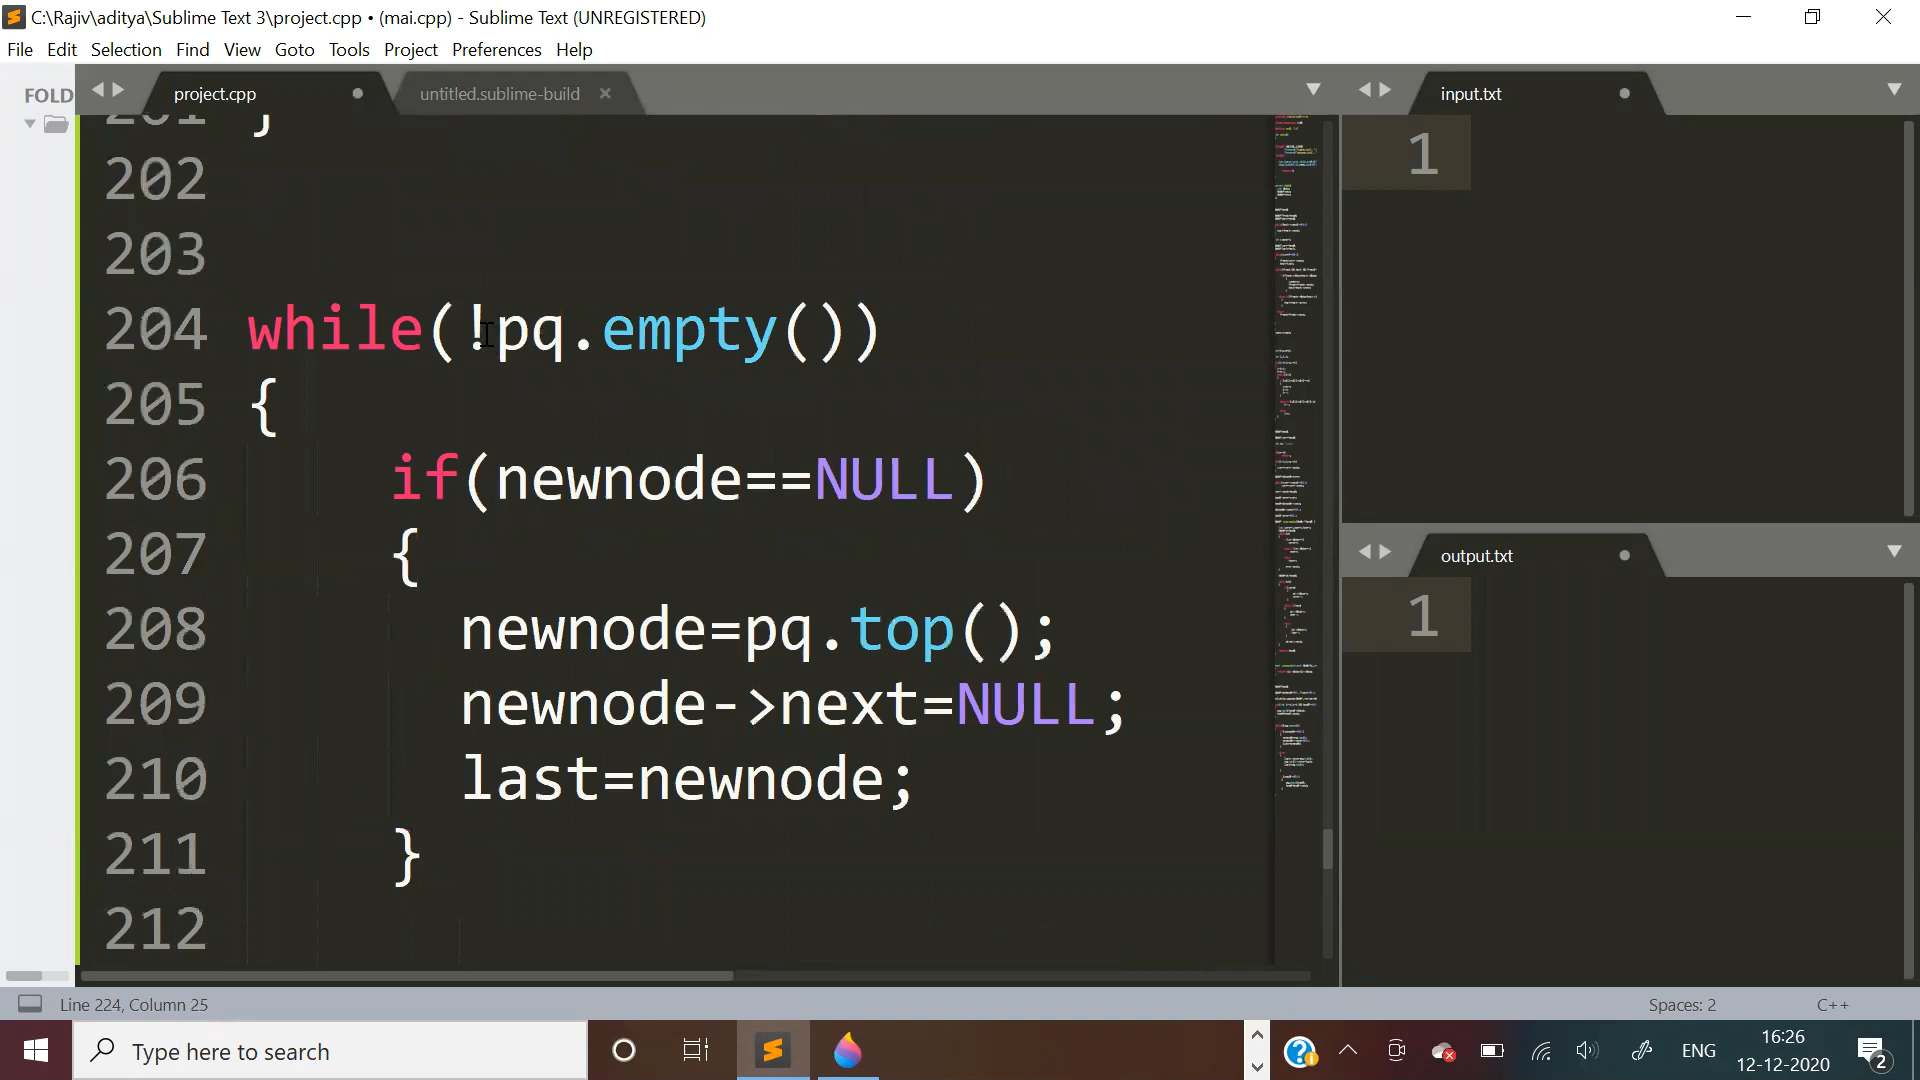 C:\Rajiv\aditya\Sublime Text 3\project.cpp • (mai.cpp) - Sublime Text (UNREGISTERED)
File Edit Selection Find View Goto Tools Project Preferences Help
FOLD
project.cpp
untitled.sublime-build
input.txt
201 }
202
203
204 while(!pq.empty())
205 {
206 if(newnode==NULL)
207 {
208 newnode=pq.top();
209 newnode->next=NULL;
210 last=newnode;
211 }
212
1
output.txt
1
Line 224, Column 25
Spaces: 2
C++
Type here to search
ENG
16:26
12-12-2020
2